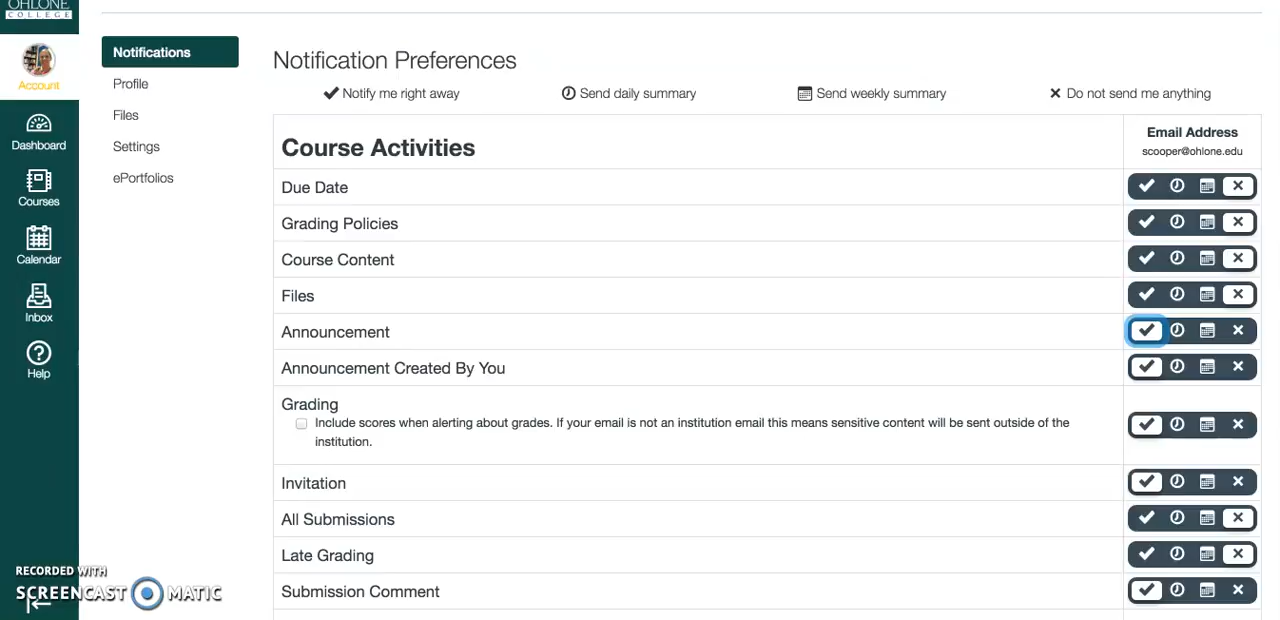 OHLONE
COLLEGE
Account
Dashboard
Courses
Calendar
Inbox
Help
Notifications
Profile
Files
Settings
ePortfolios
Notification Preferences
Notify me right away
Send daily summary
Send weekly summary
Do not send me anything
Course Activities
Email Address
scooper@ohlone.edu
Due Date
Grading Policies
Course Content
Files
Announcement
Announcement Created By You
Grading
Include scores when alerting about grades. If your email is not an institution email this means sensitive content will be sent outside of the
institution.
Invitation
All Submissions
Late Grading
Submission Comment
RECORDED WITH
SCREENCAST MATIC